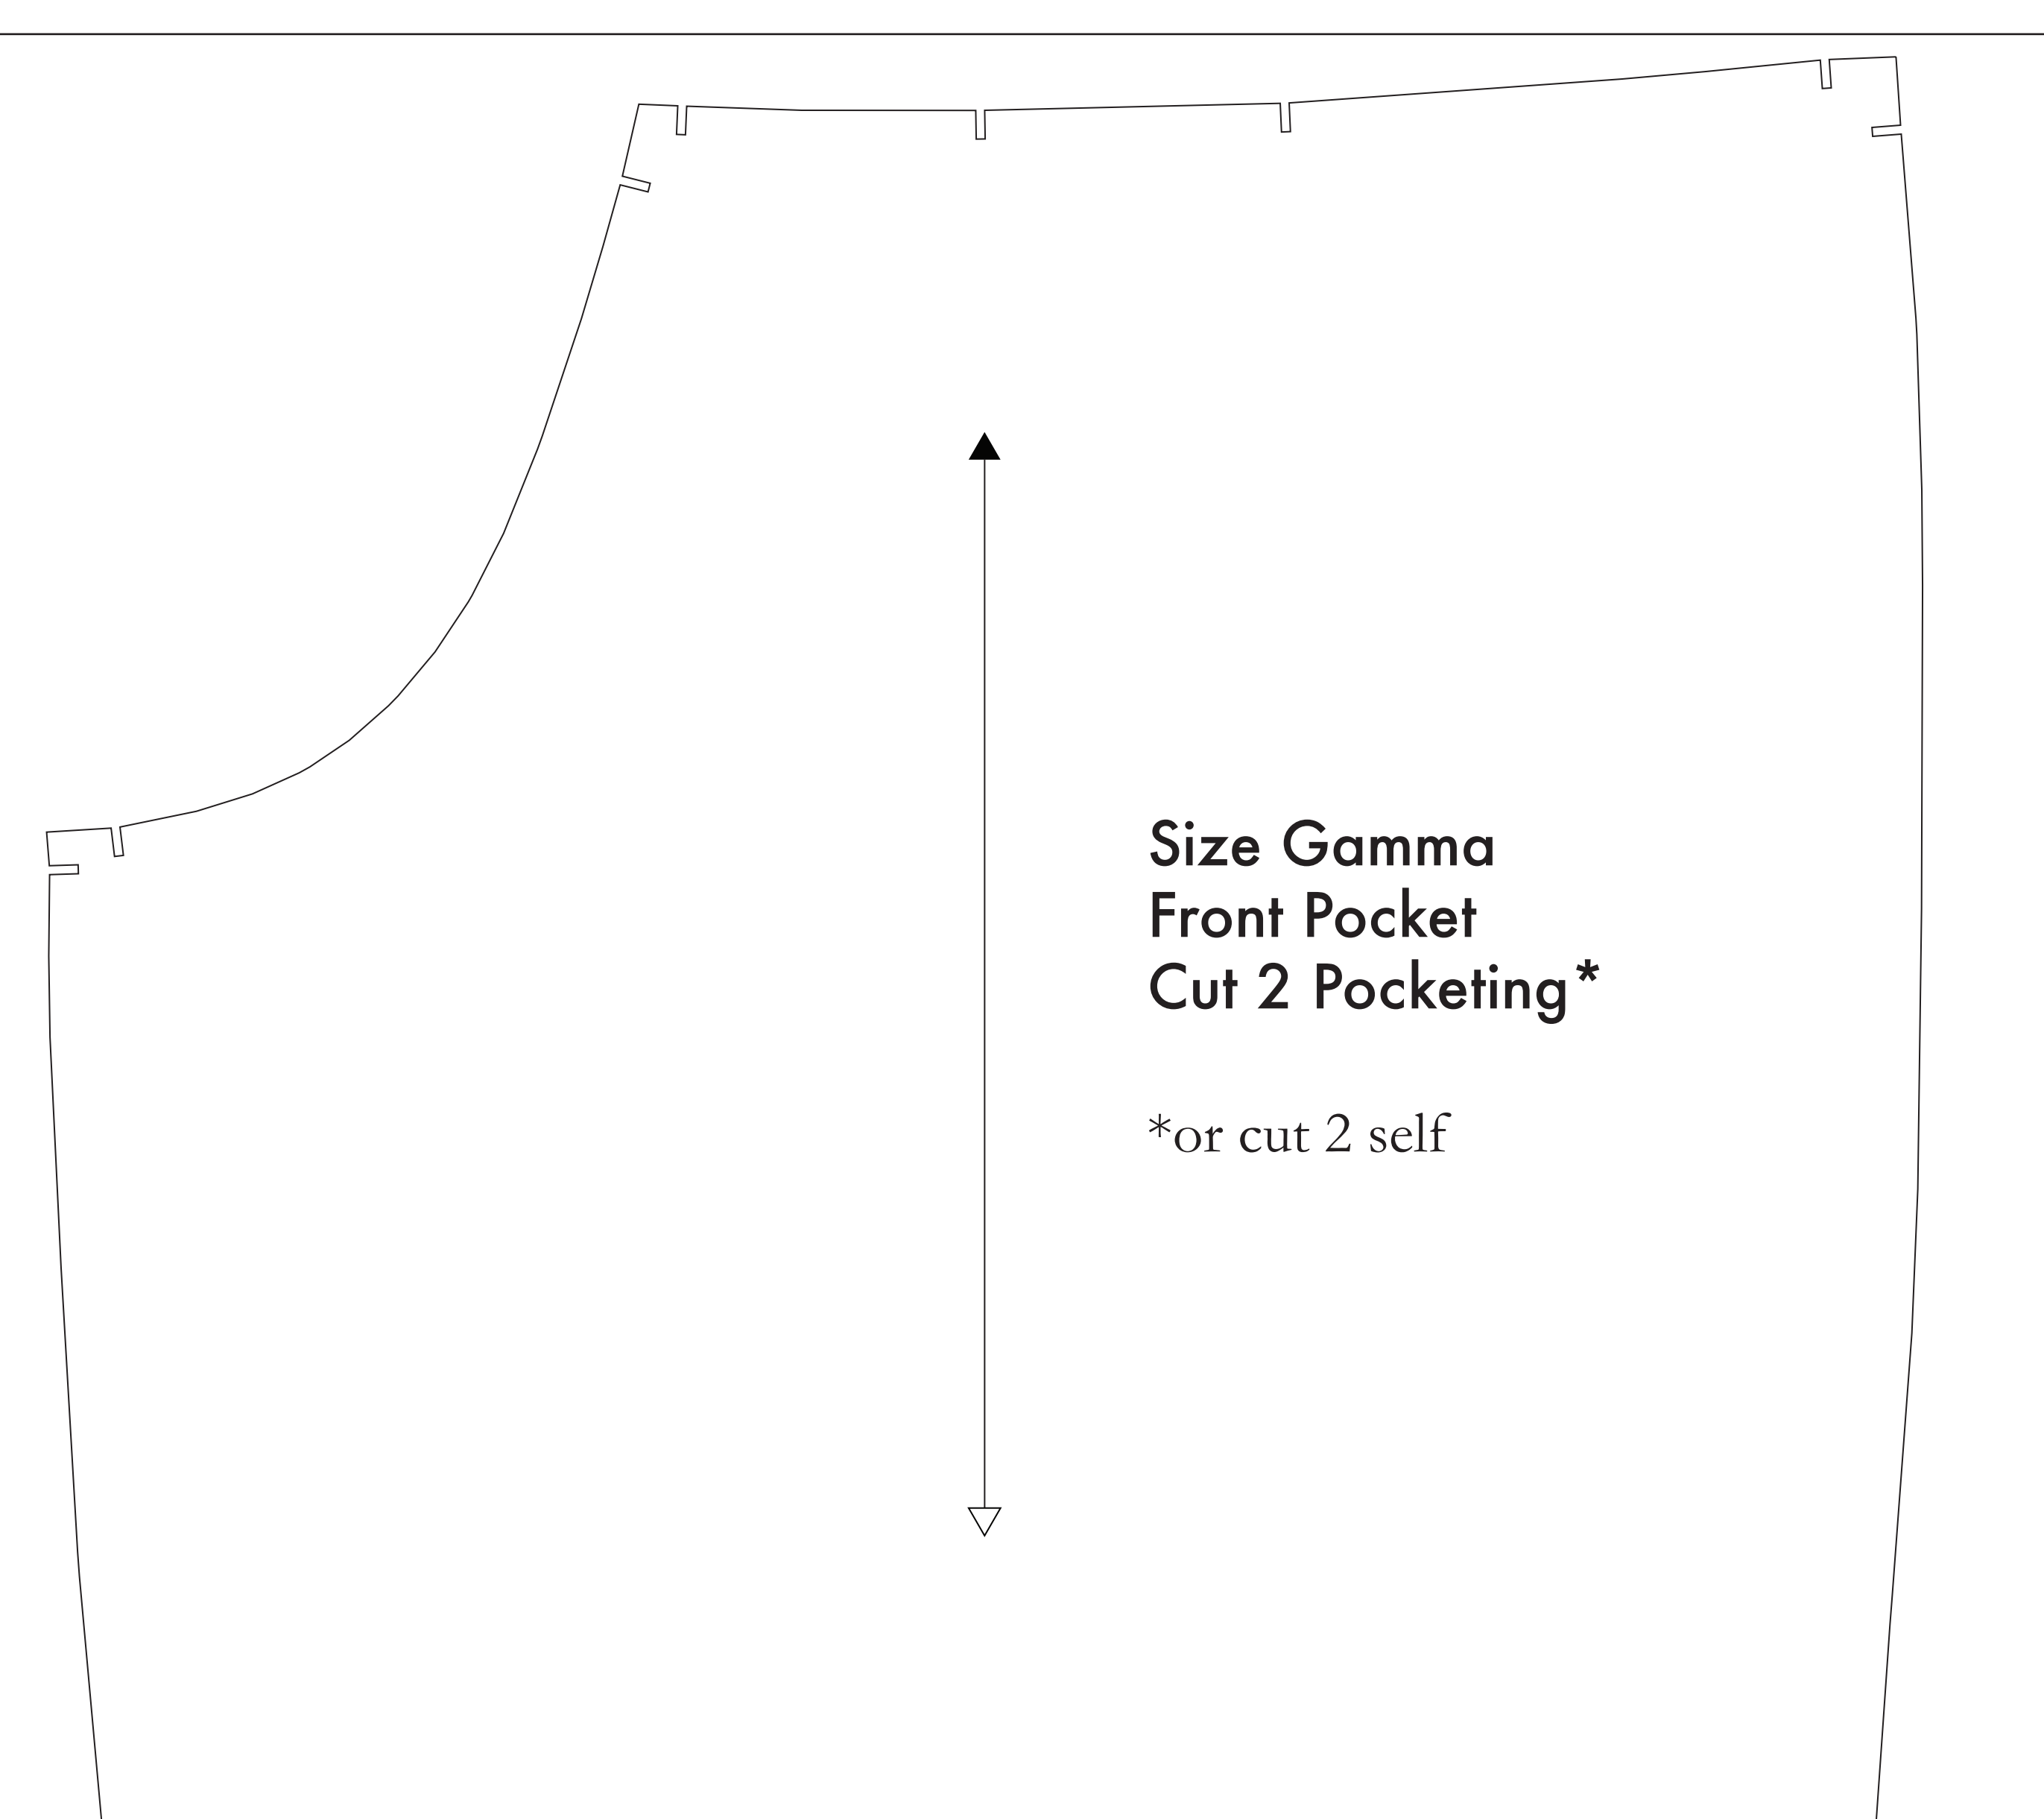 Size Gamma
Front Pocket
Cut 2 Pocketing*
*or cut 2 self